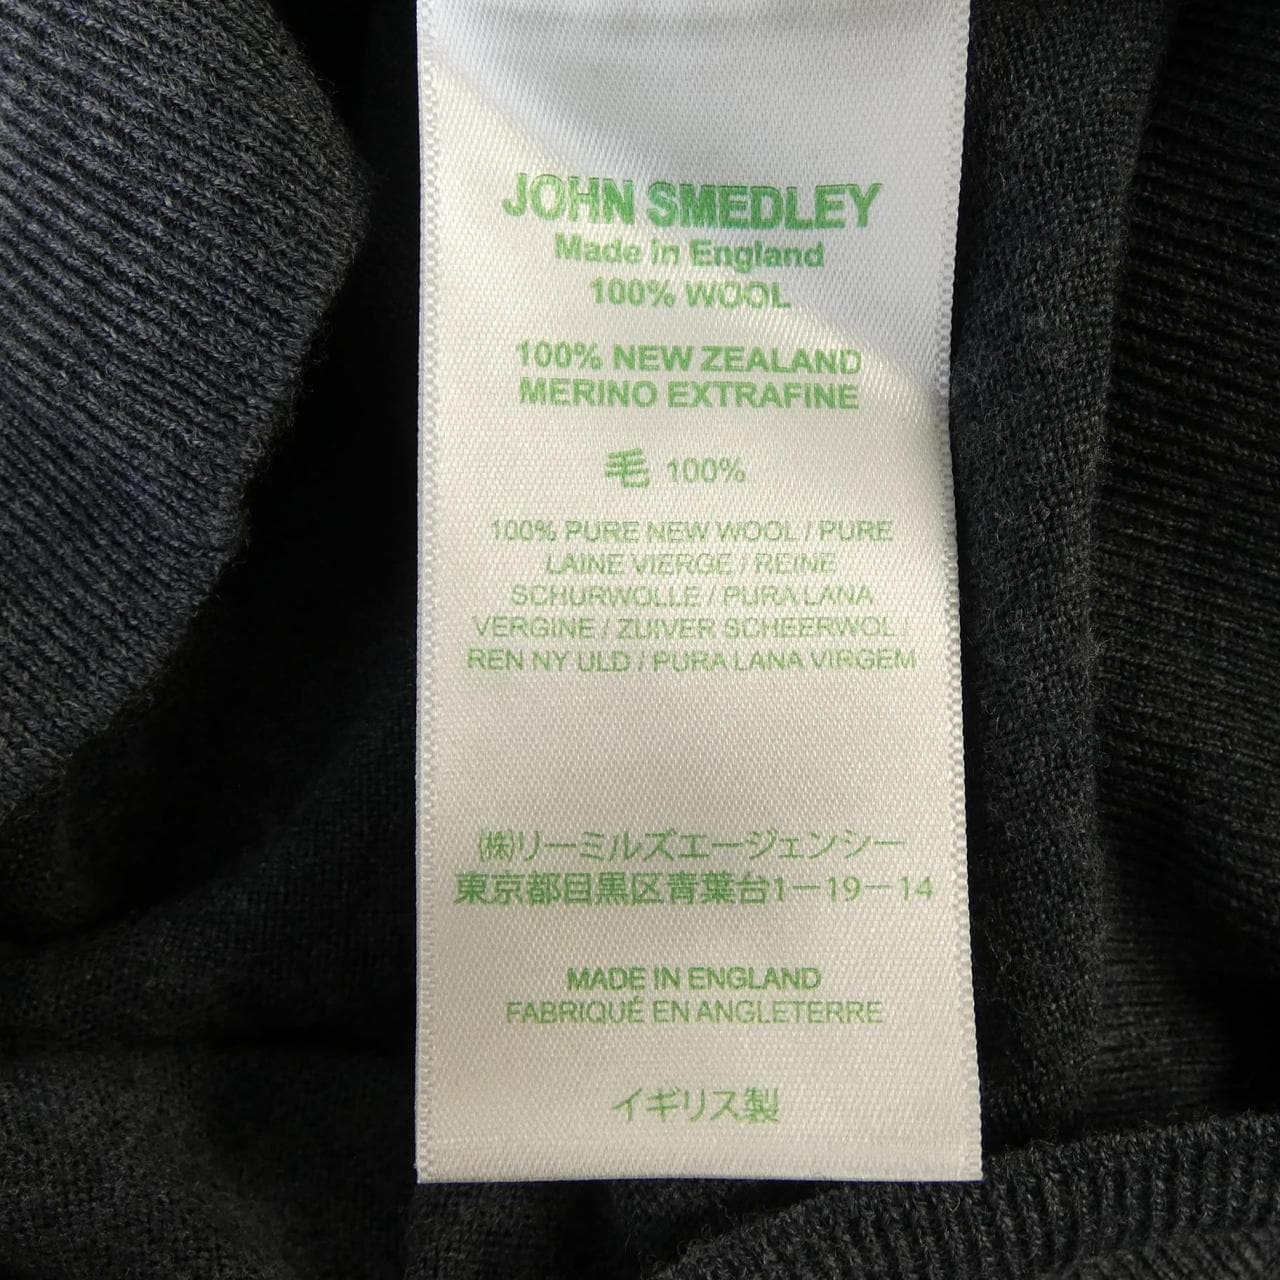 JOHN SMEDLEY
Made in England
100% WOOL
100% NEW ZEALAND
MERINO EXTRAFINE
毛 100%
100% PURE NEW WOOL / PURE
LAINE VIERGE / REINE
SCHURWOLLE / PURA LANA
VERGINE / ZUIVER SCHEERWOL /
REN NY ULD / PURA LANA VIRGEM
㈱リーミルズエージェンシー
東京都目黒区青葉台1－19－14
MADE IN ENGLAND
FABRIQUÉ EN ANGLETERRE
イギリス製